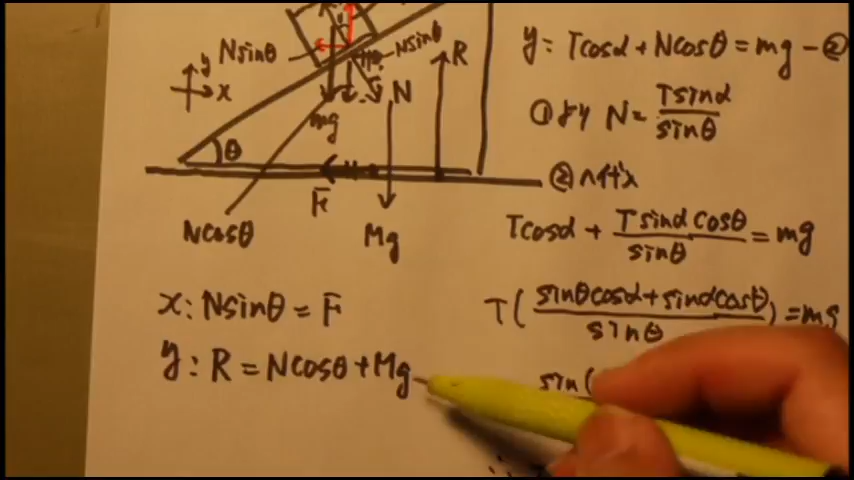 Nsinθ
Nsinθ
y
x
N
R
mg
θ
F
Ncosθ
Mg
x: Nsinθ = F
y: R = Ncosθ + Mg
y: Tcosα + Ncosθ = mg - ②
①より N = Tsinα / sinθ
②へ代入
Tcosα + Tsinαcosθ / sinθ = mg
T( sinθcosα + sinαcosθ / sinθ ) = mg
sin(